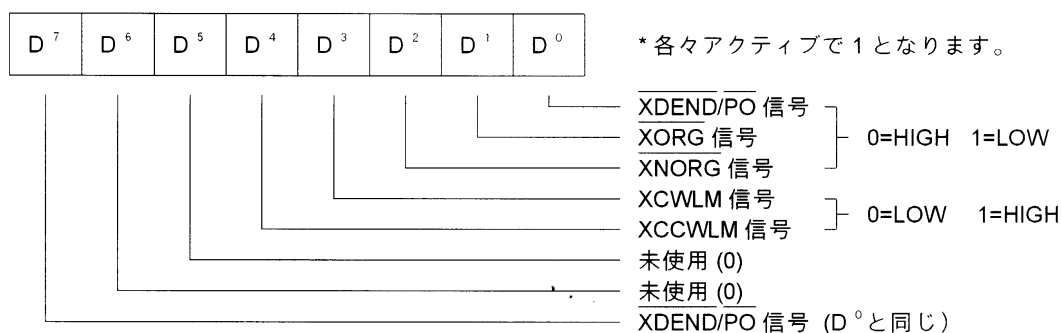 D⁷ D⁶ D⁵ D⁴ D³ D² D¹ D⁰
*各々アクティブで1となります。
XDEND/PO 信号
XORG 信号
XNORG 信号
0=HIGH 1=LOW
XCWLM 信号
XCCWLM 信号
0=LOW 1=HIGH
未使用 (0)
未使用 (0)
XDEND/PO 信号 (D⁰と同じ)